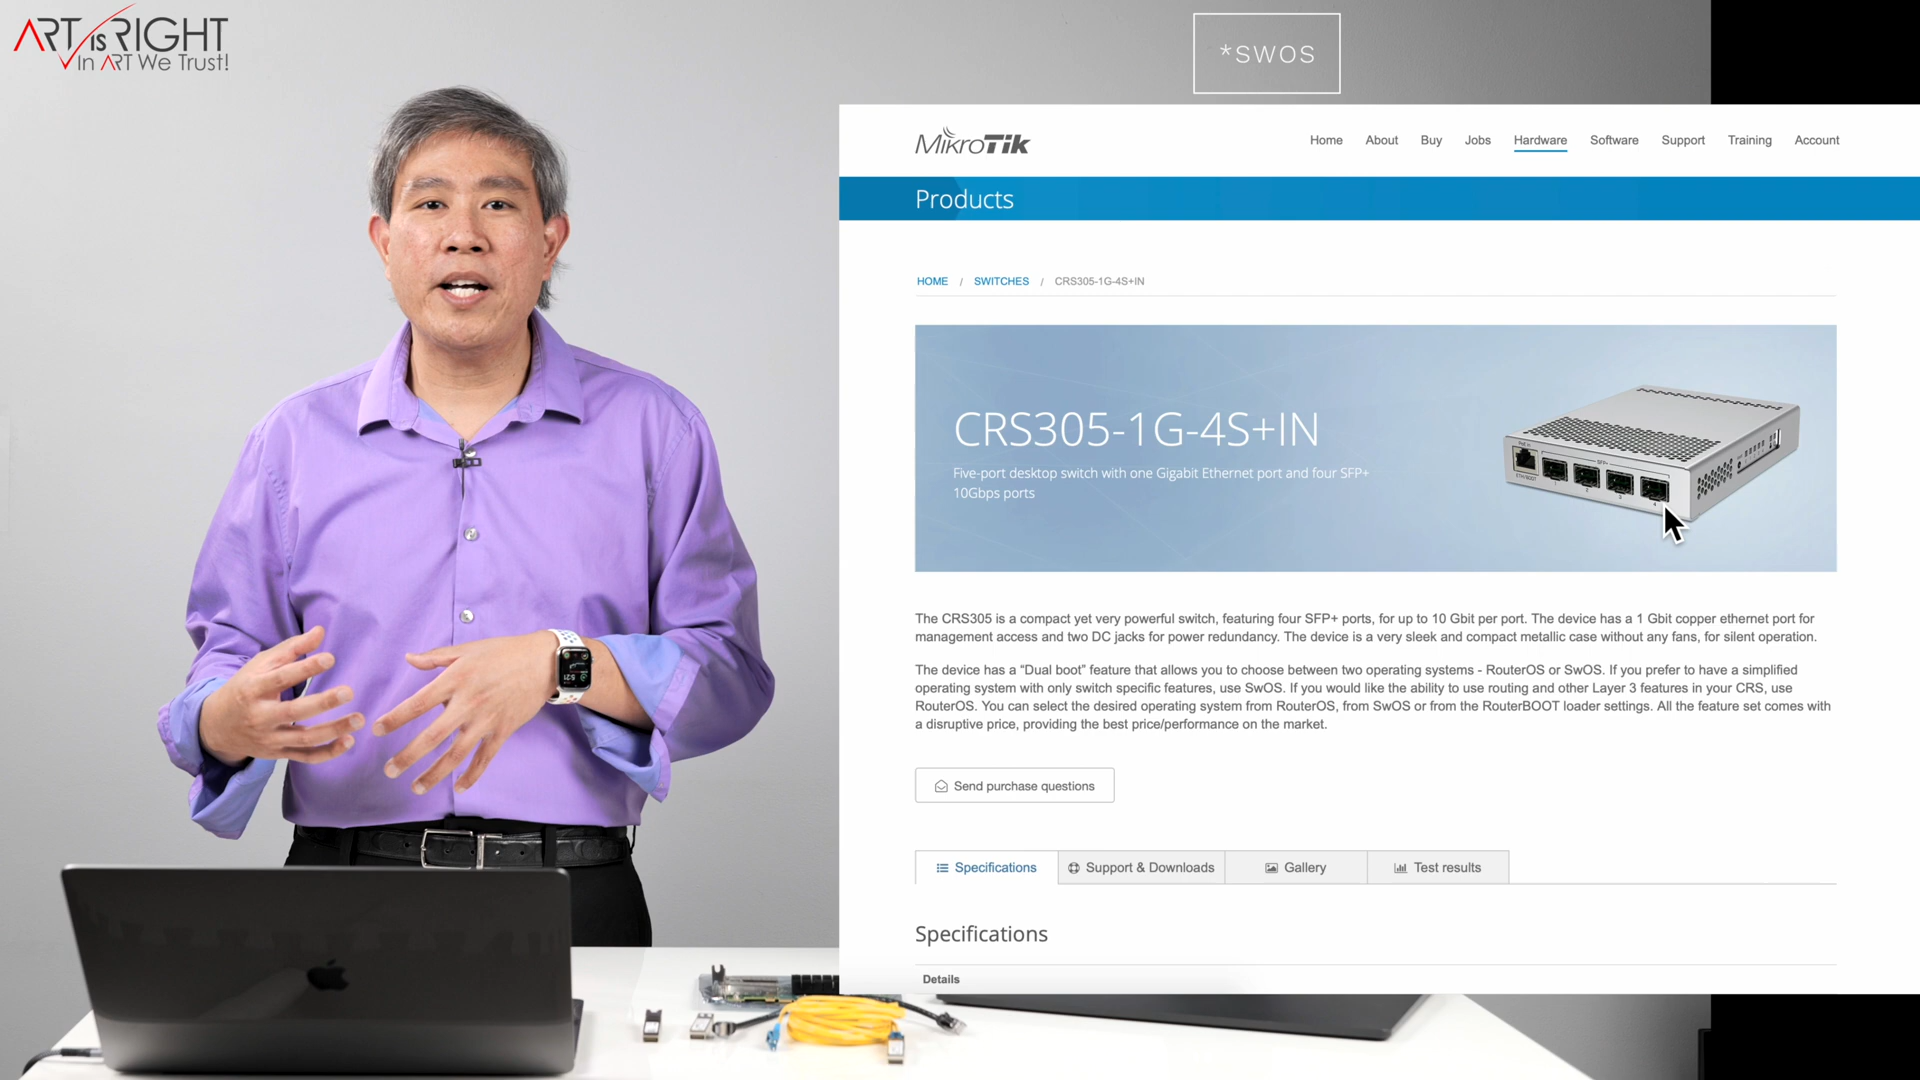 ART is RIGHT
In ART We Trust!
*SWOS
MikroTik
Home About Buy Jobs Hardware Software Support Training Account
Products
HOME / SWITCHES / CRS305-1G-4S+IN
CRS305-1G-4S+IN
Five-port desktop switch with one Gigabit Ethernet port and four SFP+
10Gbps ports
The CRS305 is a compact yet very powerful switch, featuring four SFP+ ports, for up to 10 Gbit per port. The device has a 1 Gbit copper ethernet port for
management access and two DC jacks for power redundancy. The device is a very sleek and compact metallic case without any fans, for silent operation.
The device has a “Dual boot” feature that allows you to choose between two operating systems - RouterOS or SwOS. If you prefer to have a simplified
operating system with only switch specific features, use SwOS. If you would like the ability to use routing and other Layer 3 features in your CRS, use
RouterOS. You can select the desired operating system from RouterOS, from SwOS or from the RouterBOOT loader settings. All the feature set comes with
a disruptive price, providing the best price/performance on the market.
Send purchase questions
Specifications Support & Downloads Gallery Test results
Specifications
Details